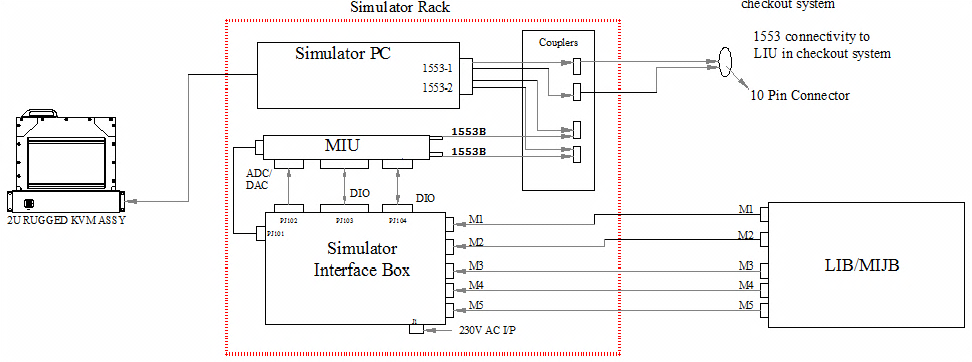 Simulator Rack
checkout system
Couplers
1553 connectivity to
LIU in checkout system
Simulator PC
1553-1
1553-2
10 Pin Connector
1553B
MIU
1553B
ADC/
DAC
DIO
DIO
2U RUGGED KVM ASSY
PJ102
PJ103
PJ104
PJ101
M1
M1
Simulator
Interface Box
M2
M2
M3
M3
LIB/MIJB
M4
M4
M5
M5
J1
230V AC I/P